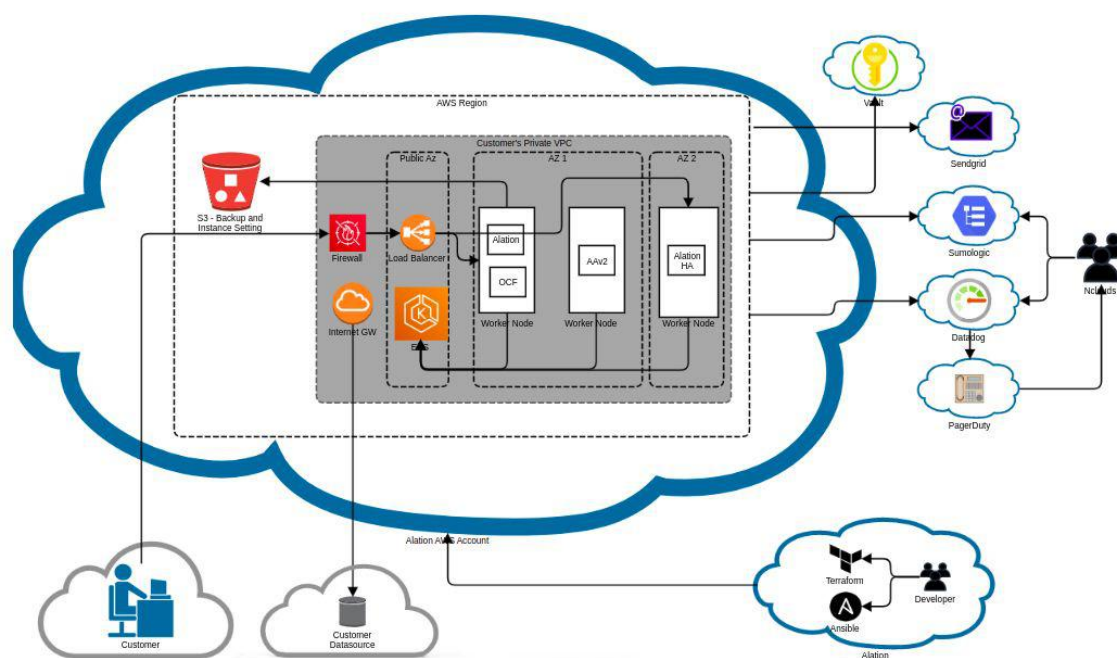 Vault
AWS Region
Customer's Private VPC
Public Az
AZ 1
AZ 2
@
Sendgrid
S3 - Backup and
Instance Setting
Firewall
Load Balancer
Alation
OCF
AAv2
Alation
HA
Sumologic
Internet GW
K
EKS
Worker Node
Worker Node
Worker Node
Nclouds
Datadog
PagerDuty
Alation AWS Account
Terraform
Developer
Ansible
Alation
Customer
Customer
Datasource